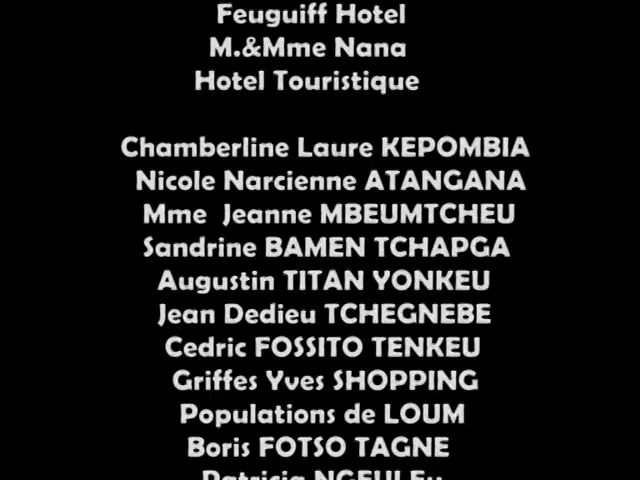 Feuguiff Hotel
M.&Mme Nana
Hotel Touristique
Chamberline Laure KEPOMBIA
Nicole Narcienne ATANGANA
Mme Jeanne MBEUMTCHEU
Sandrine BAMEN TCHAPGA
Augustin TITAN YONKEU
Jean Dedieu TCHEGNEBE
Cedric FOSSITO TENKEU
Griffes Yves SHOPPING
Populations de LOUM
Boris FOTSO TAGNE
Patricia